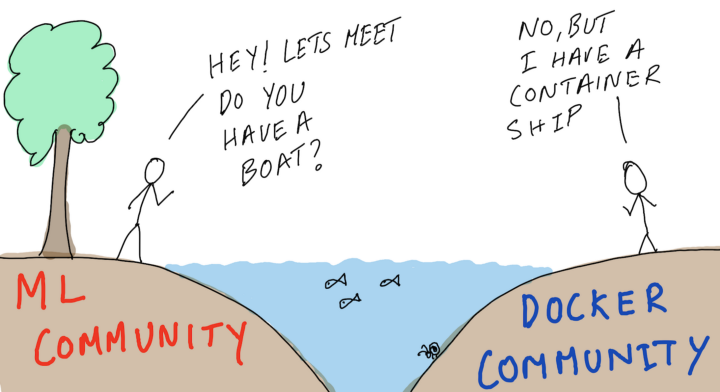 HEY! LETS MEET
DO YOU
HAVE A
BOAT?
NO, BUT
I HAVE A
CONTAINER
SHIP
ML
COMMUNITY
DOCKER
COMMUNITY